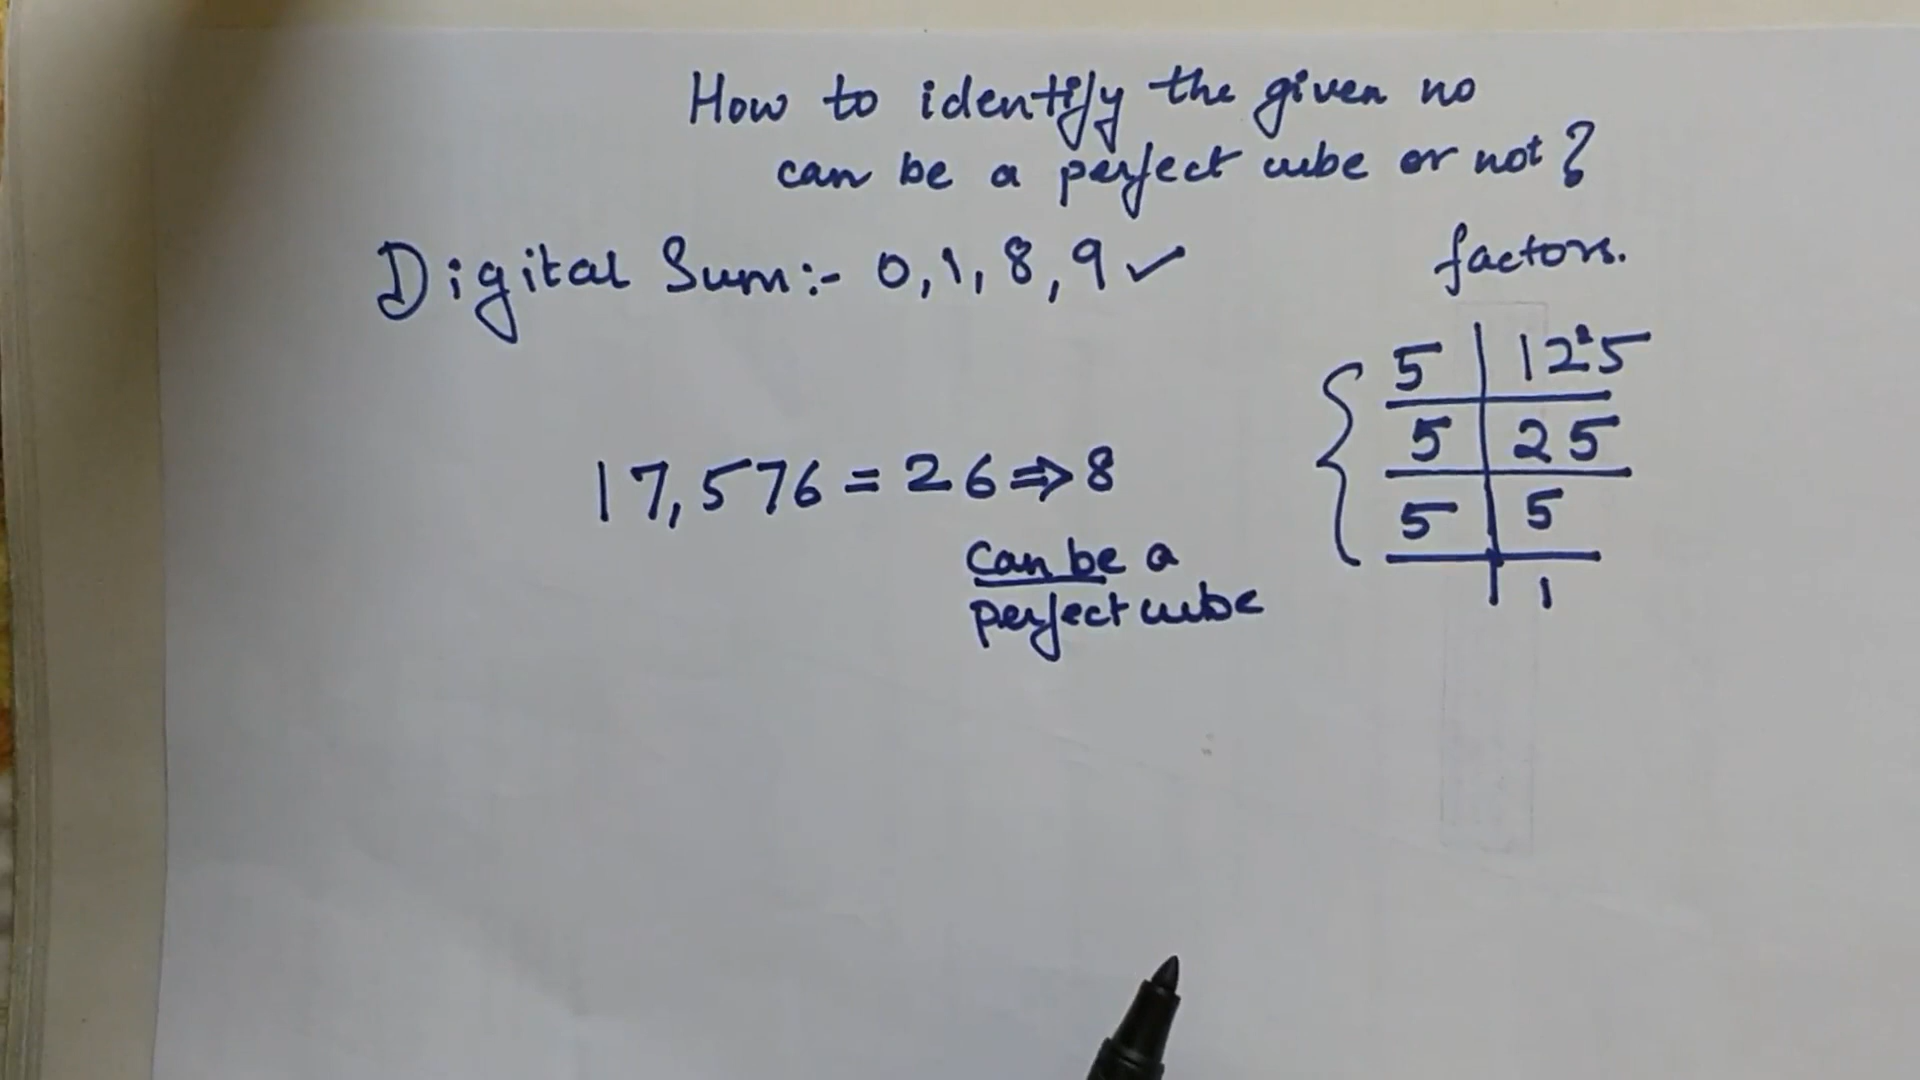 How to identify the given no
can be a perfect cube or not?
Digital Sum:- 0, 1, 8, 9 ✓
factors.
5 | 125
5 | 25
5 | 5
1
17,576 = 26 ⇒ 8
Can be a
perfect cube